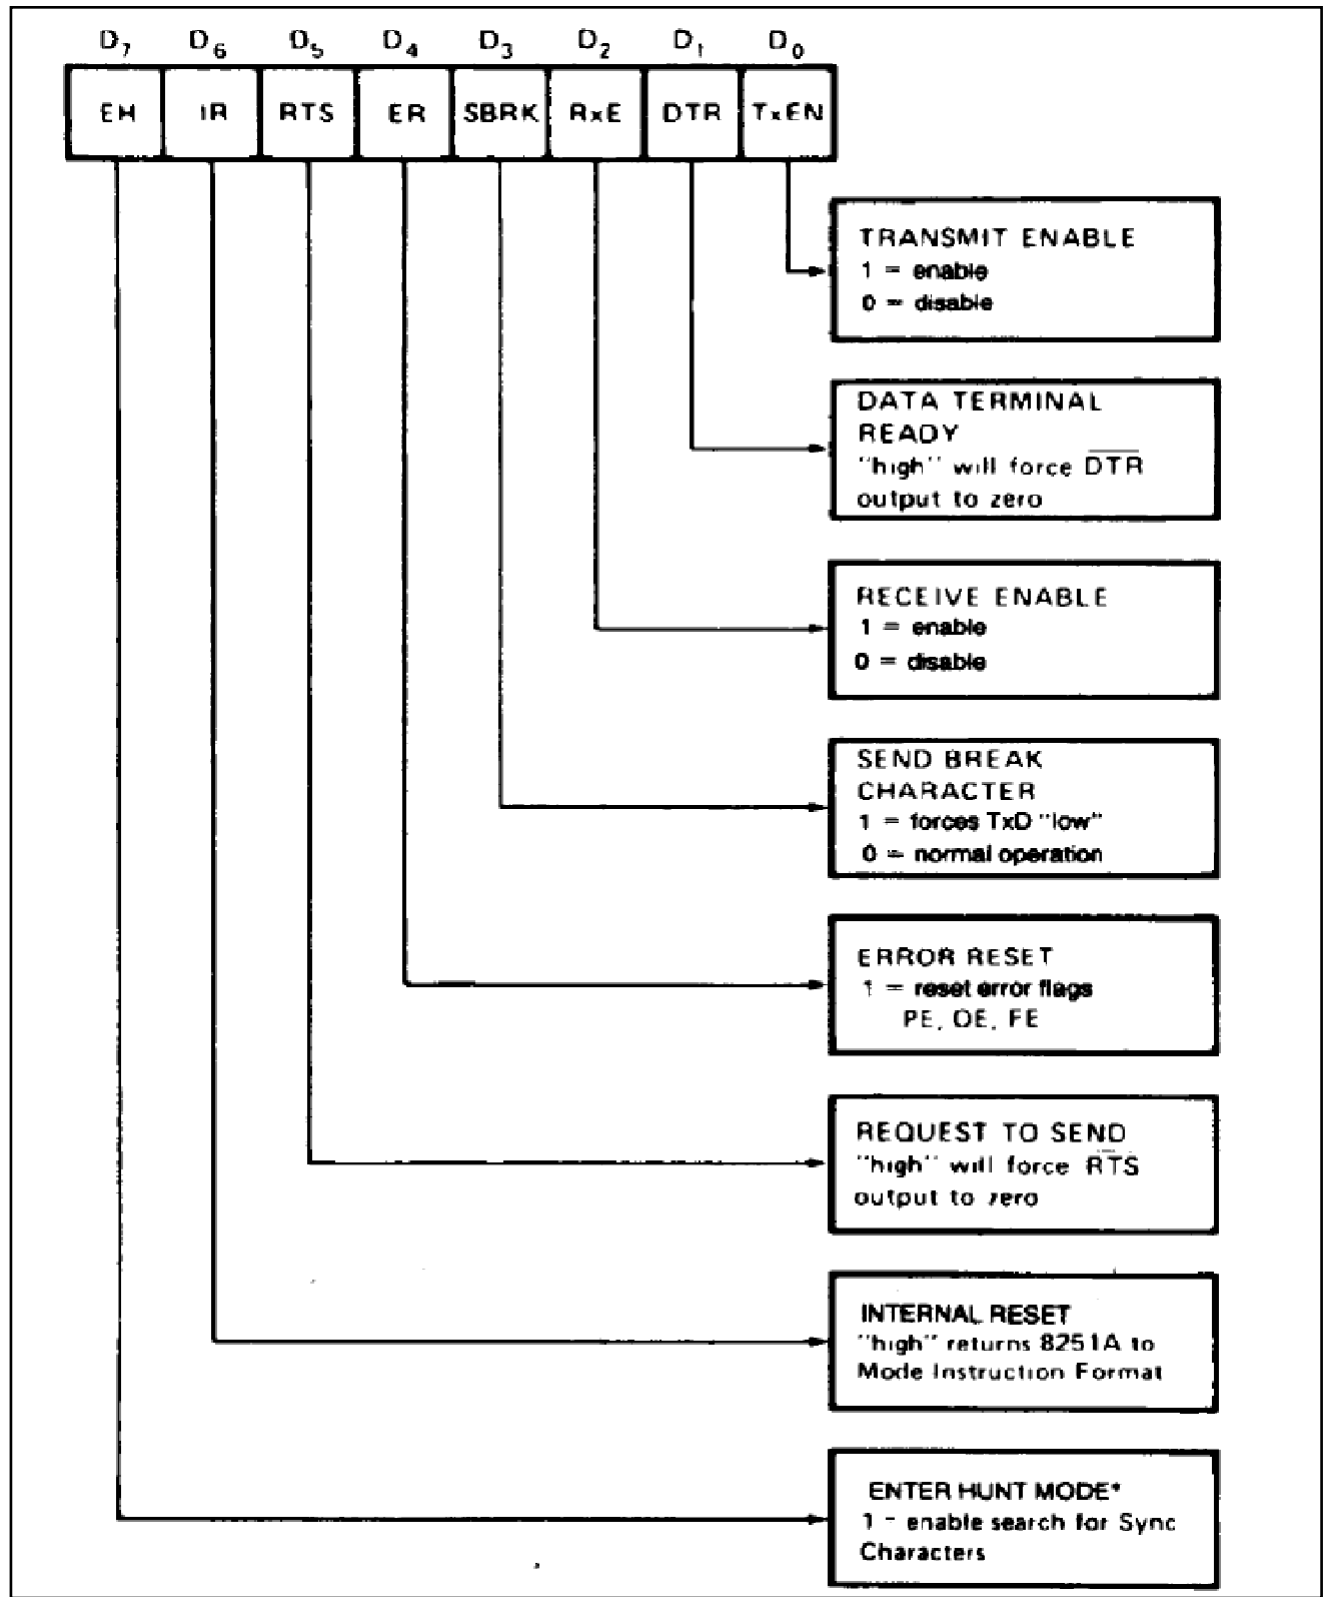 D7 D6 D5 D4 D3 D2 D1 D0
EH IR RTS ER SBRK RxE DTR TxEN
TRANSMIT ENABLE
1 = enable
0 = disable
DATA TERMINAL
READY
"high" will force D̅T̅R̅
output to zero
RECEIVE ENABLE
1 = enable
0 = disable
SEND BREAK
CHARACTER
1 = forces TxD "low"
0 = normal operation
ERROR RESET
1 = reset error flags
PE, OE, FE
REQUEST TO SEND
"high" will force R̅T̅S̅
output to zero
INTERNAL RESET
"high" returns 8251A to
Mode Instruction Format
ENTER HUNT MODE*
1 = enable search for Sync
Characters